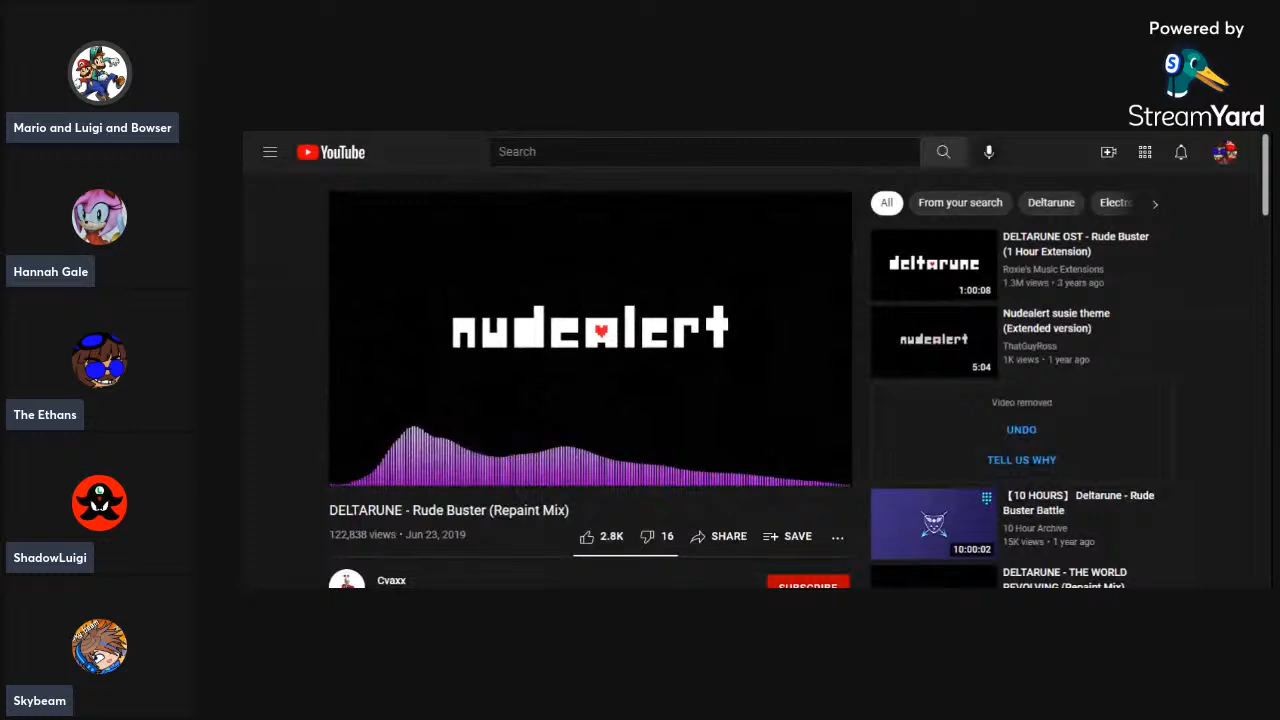 Powered by
StreamYard
Mario and Luigi and Bowser
Hannah Gale
The Ethans
ShadowLuigi
Skybeam
YouTube
Search
nudealert
DELTARUNE - Rude Buster (Repaint Mix)
122,838 views • Jun 23, 2019
2.8K
16
SHARE
SAVE
Cvaxx
SUBSCRIBE
All
From your search
Deltarune
Electro
deltarune
1:00:08
DELTARUNE OST - Rude Buster
(1 Hour Extension)
Roxie's Music Extensions
1.3M views • 3 years ago
nudealert
5:04
Nudealert susie theme
(Extended version)
ThatGuyRoss
1K views • 1 year ago
Video removed
UNDO
TELL US WHY
10:00:02
【10 HOURS】 Deltarune - Rude
Buster Battle
10 Hour Archive
15K views • 1 year ago
DELTARUNE - THE WORLD
REVOLVING (Repaint Mix)